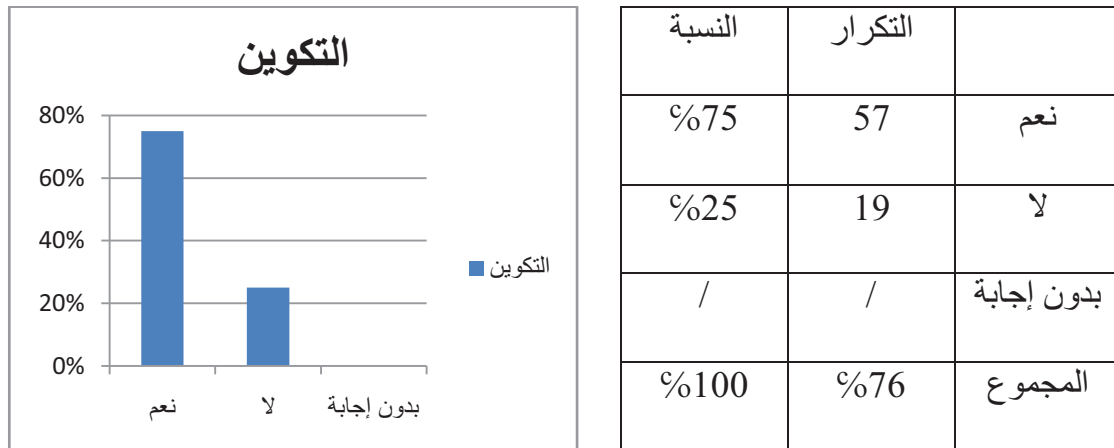 التكوين
80%
60%
40%
20%
0%
نعم
لا
بدون إجابة
التكوين
التكرار النسبة
نعم 57 %75
لا 19 %25
بدون إجابة / /
المجموع %76 %100